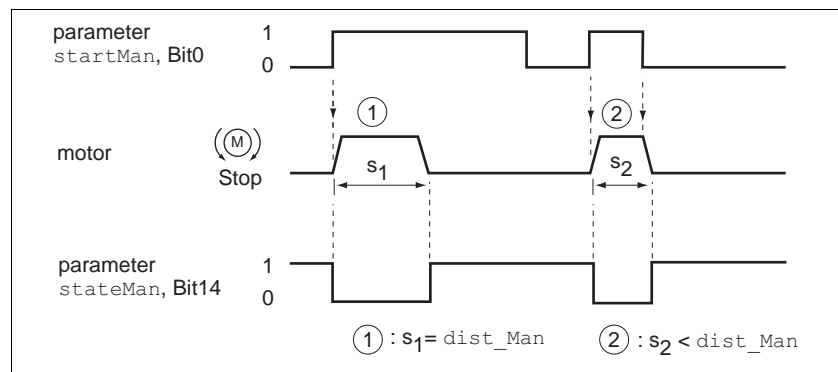 parameter
startMan, Bit0
1
0
1
2
motor
M
Stop
s1
s2
parameter
stateMan, Bit14
1
0
1 : s1= dist_Man
2 : s2 < dist_Man